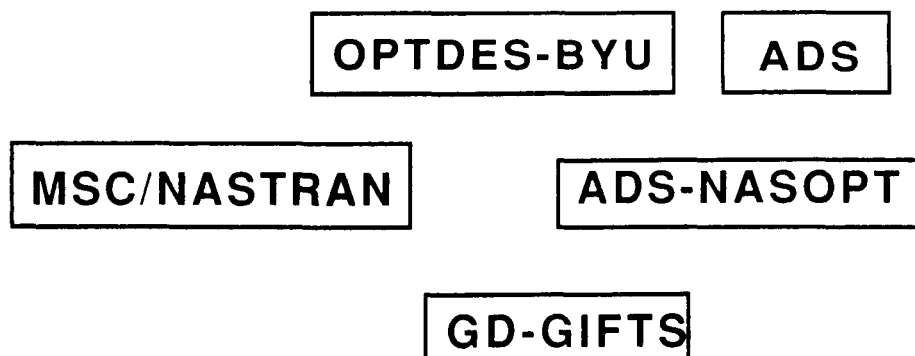 OPTDES-BYU
ADS
MSC/NASTRAN
ADS-NASOPT
GD-GIFTS